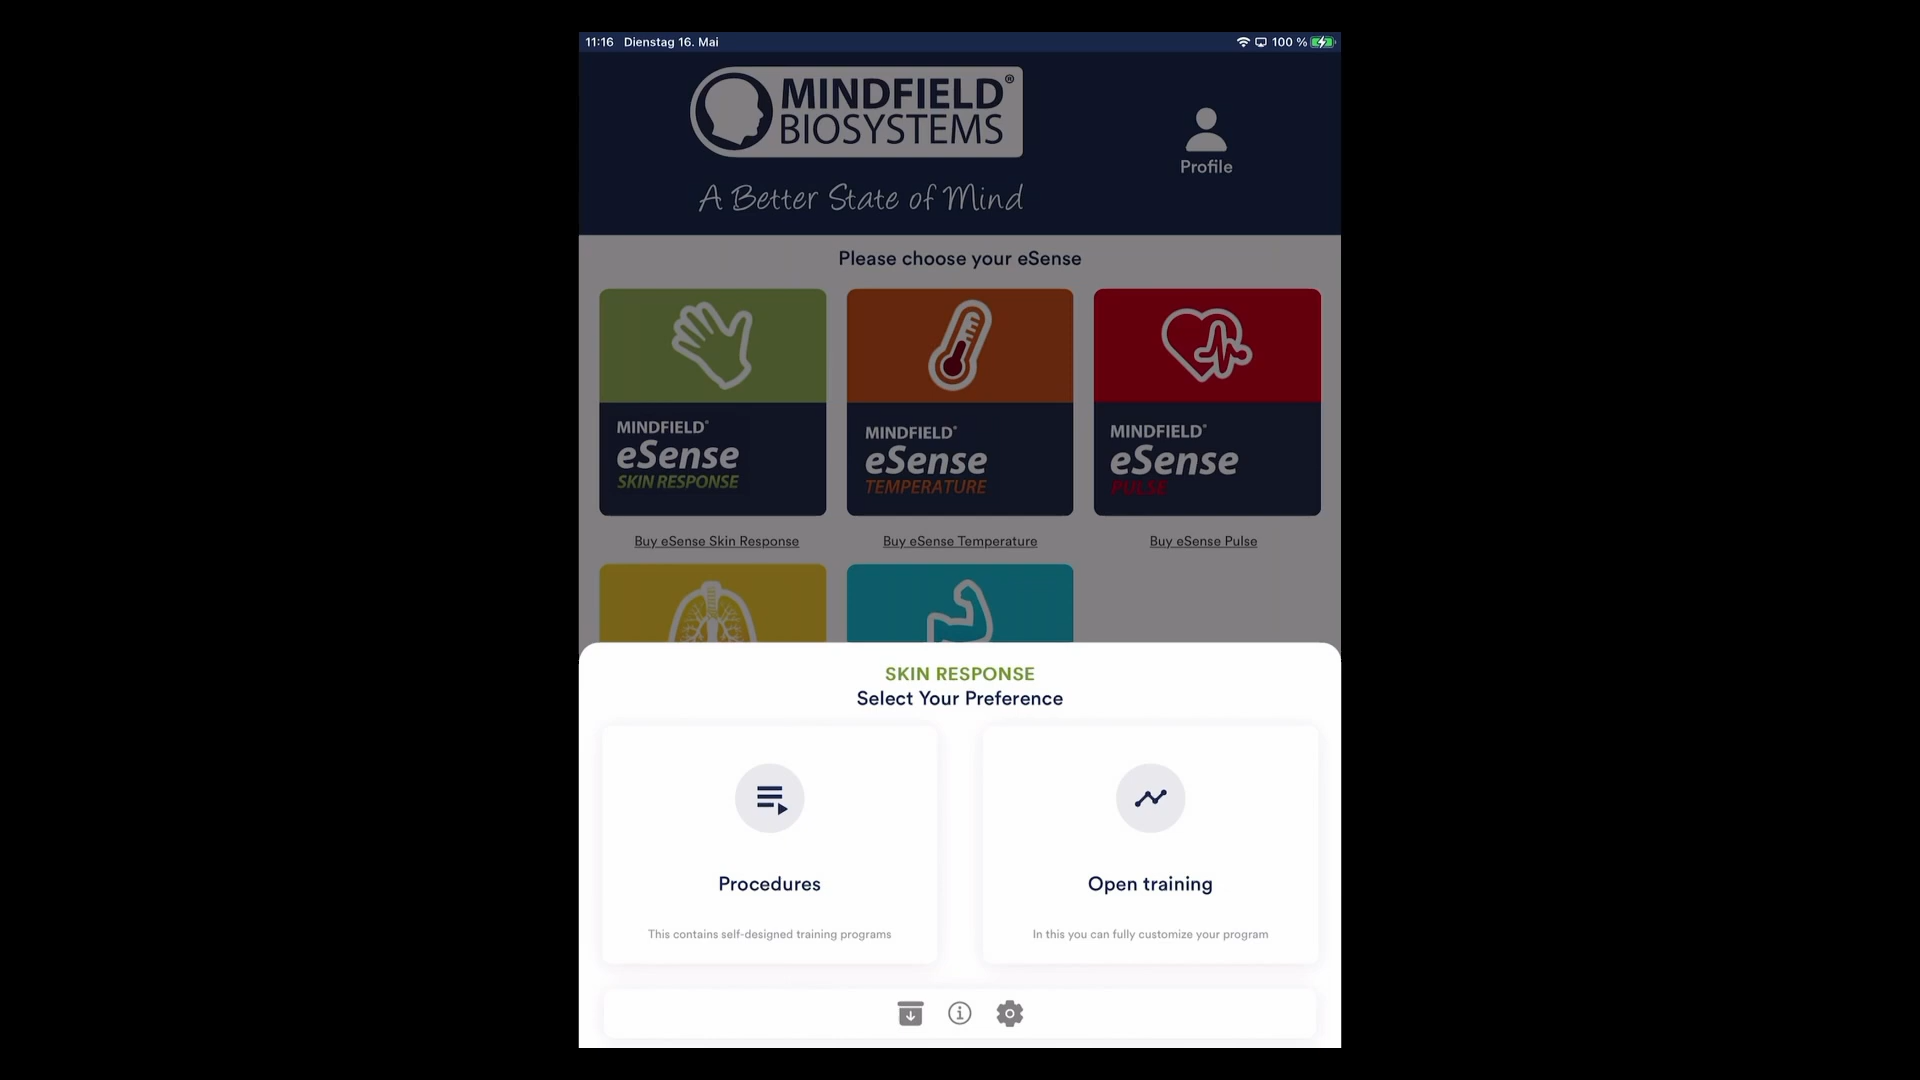 11:16 Dienstag 16. Mai 100 %
MINDFIELD®
BIOSYSTEMS
A Better State of Mind
Profile
Please choose your eSense
MINDFIELD®
eSense
SKIN RESPONSE
MINDFIELD®
eSense
TEMPERATURE
MINDFIELD®
eSense
PULSE
Buy eSense Skin Response
Buy eSense Temperature
Buy eSense Pulse
SKIN RESPONSE
Select Your Preference
Procedures
This contains self-designed training programs
Open training
In this you can fully customize your program